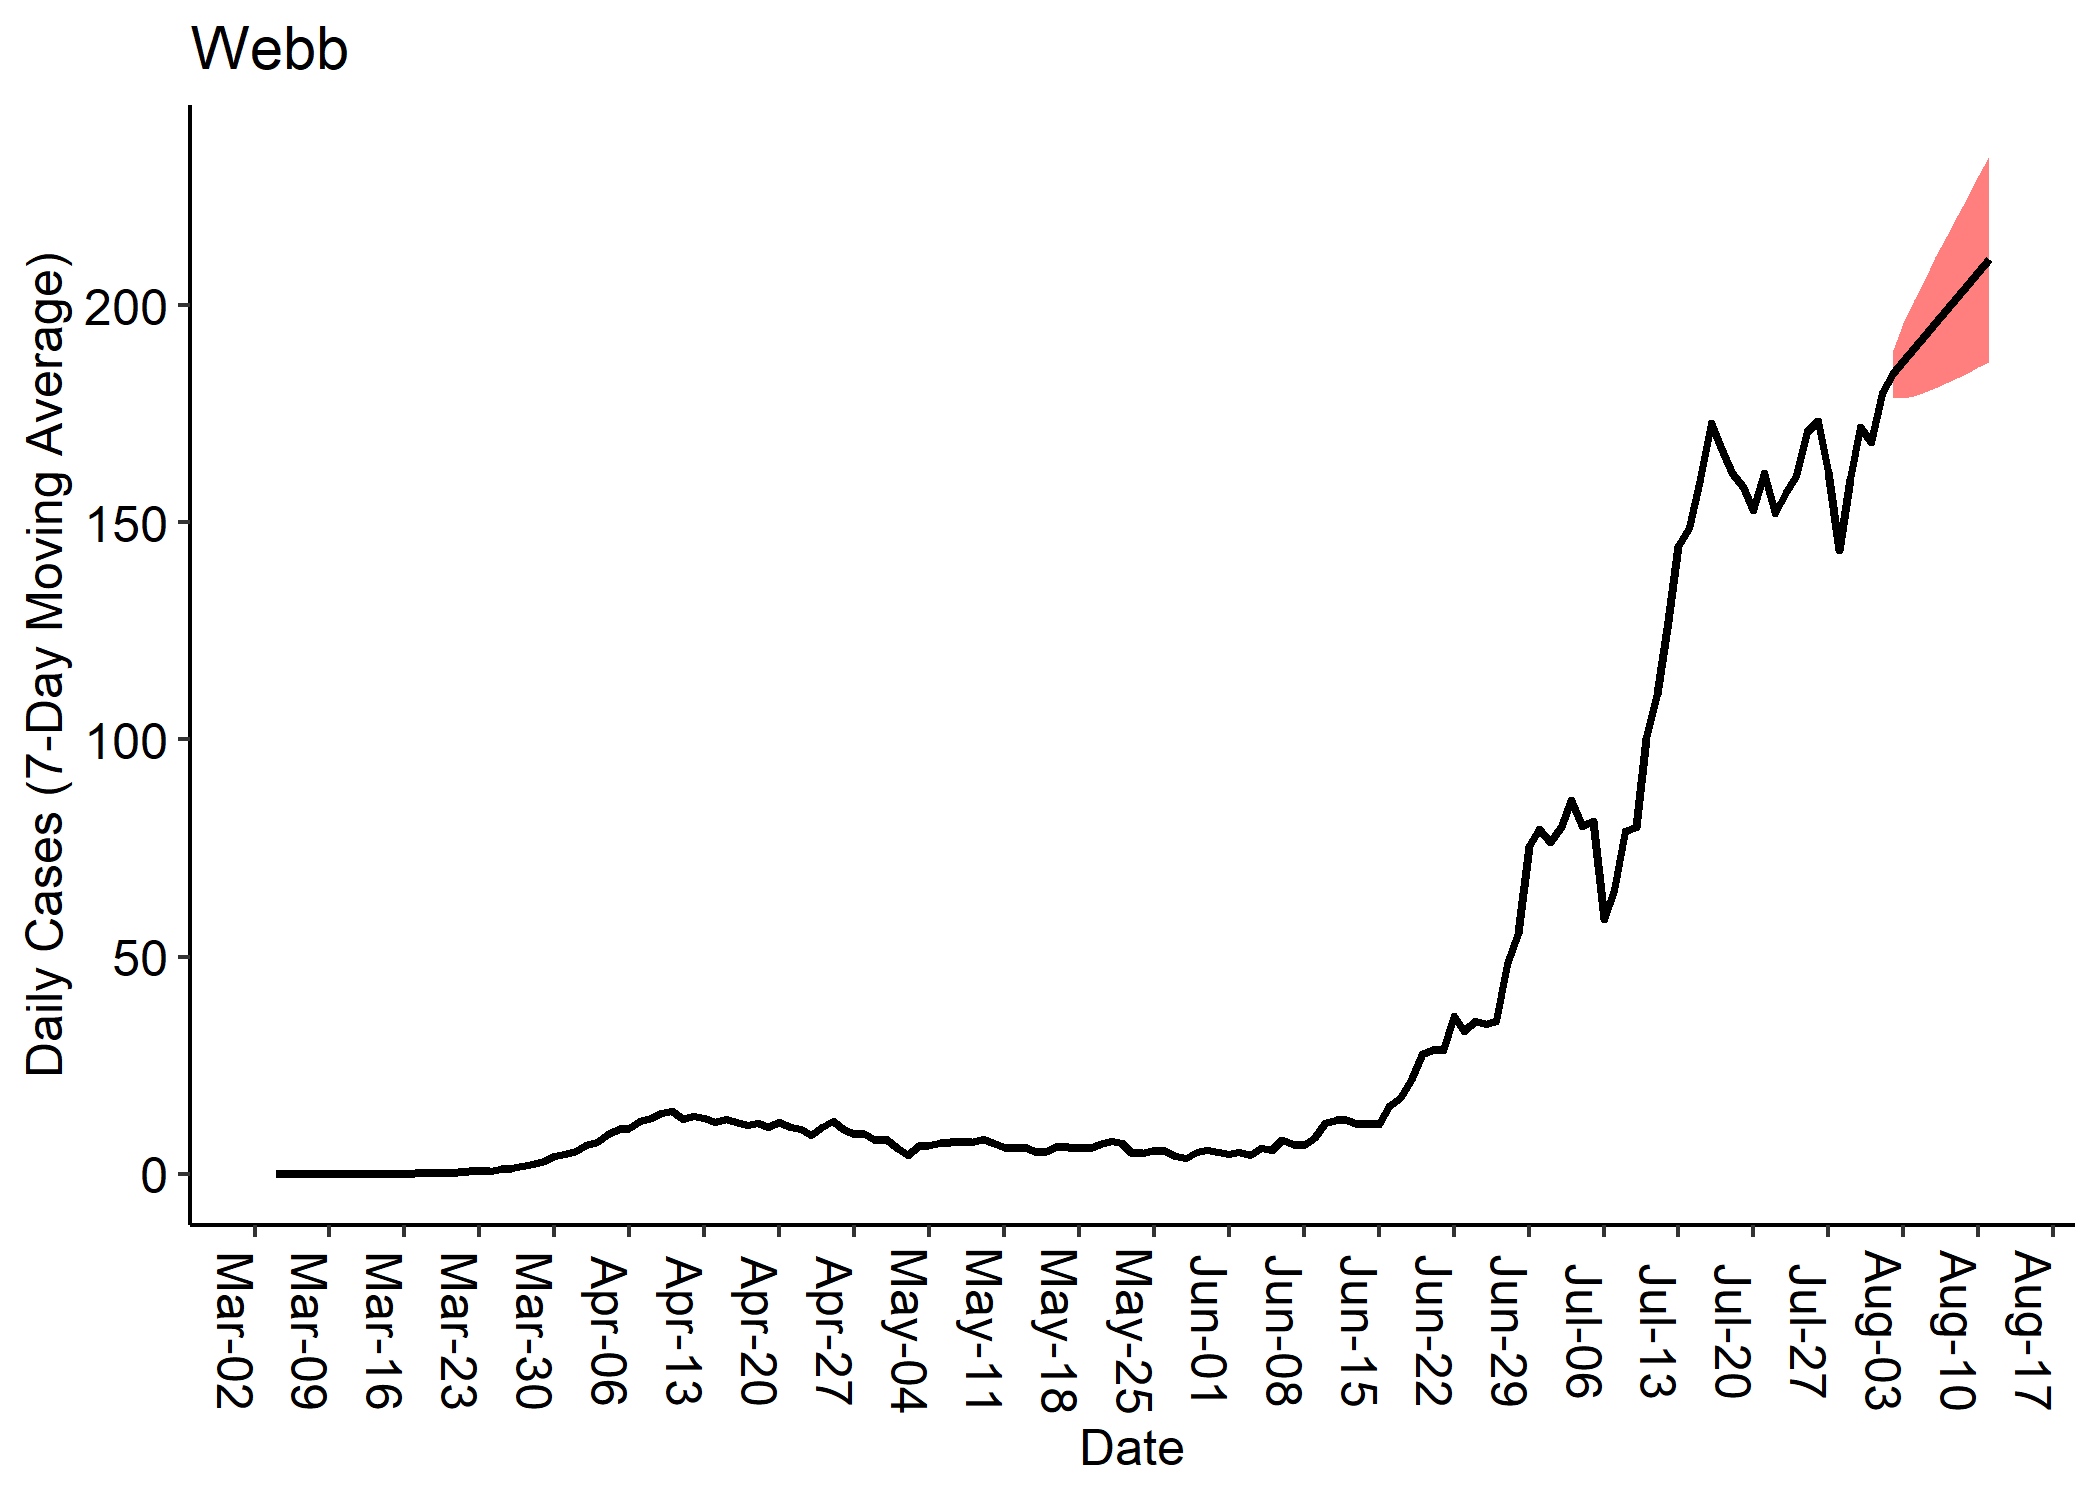 Webb
Daily Cases (7-Day Moving Average)
200
150
100
50
0
Mar-02
Mar-09
Mar-16
Mar-23
Mar-30
Apr-06
Apr-13
Apr-20
Apr-27
May-04
May-11
May-18
May-25
Jun-01
Jun-08
Jun-15
Jun-22
Jun-29
Jul-06
Jul-13
Jul-20
Jul-27
Aug-03
Aug-10
Aug-17
Date